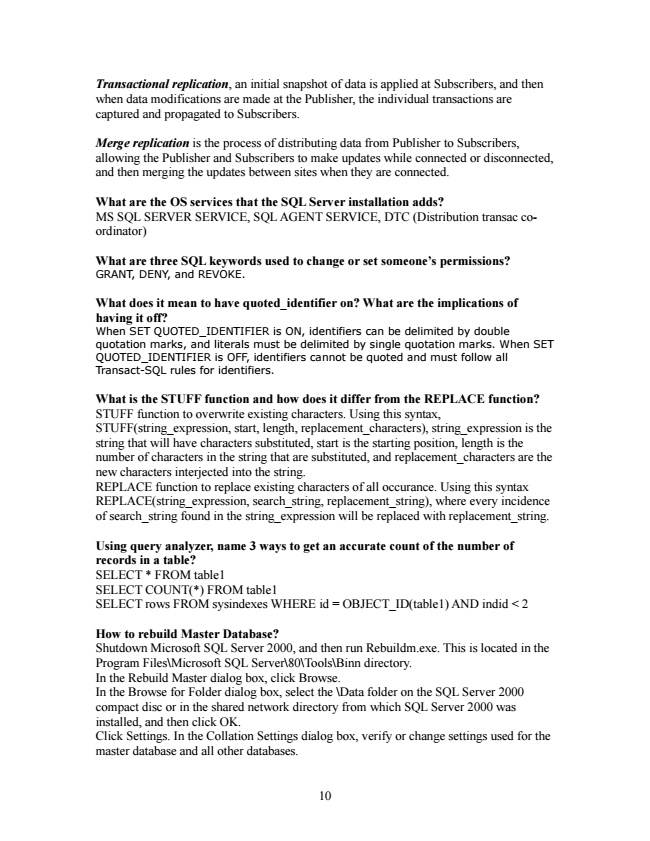 Transactional replication, an initial snapshot of data is applied at Subscribers, and then
when data modifications are made at the Publisher, the individual transactions are
captured and propagated to Subscribers.
Merge replication is the process of distributing data from Publisher to Subscribers,
allowing the Publisher and Subscribers to make updates while connected or disconnected,
and then merging the updates between sites when they are connected.
What are the OS services that the SQL Server installation adds?
MS SQL SERVER SERVICE, SQL AGENT SERVICE, DTC (Distribution transac co-
ordinator)
What are three SQL keywords used to change or set someone’s permissions?
GRANT, DENY, and REVOKE.
What does it mean to have quoted_identifier on? What are the implications of
having it off?
When SET QUOTED_IDENTIFIER is ON, identifiers can be delimited by double
quotation marks, and literals must be delimited by single quotation marks. When SET
QUOTED_IDENTIFIER is OFF, identifiers cannot be quoted and must follow all
Transact-SQL rules for identifiers.
What is the STUFF function and how does it differ from the REPLACE function?
STUFF function to overwrite existing characters. Using this syntax,
STUFF(string_expression, start, length, replacement_characters), string_expression is the
string that will have characters substituted, start is the starting position, length is the
number of characters in the string that are substituted, and replacement_characters are the
new characters interjected into the string.
REPLACE function to replace existing characters of all occurance. Using this syntax
REPLACE(string_expression, search_string, replacement_string), where every incidence
of search_string found in the string_expression will be replaced with replacement_string.
Using query analyzer, name 3 ways to get an accurate count of the number of
records in a table?
SELECT * FROM table1
SELECT COUNT(*) FROM table1
SELECT rows FROM sysindexes WHERE id = OBJECT_ID(table1) AND indid < 2
How to rebuild Master Database?
Shutdown Microsoft SQL Server 2000, and then run Rebuildm.exe. This is located in the
Program Files\Microsoft SQL Server\80\Tools\Binn directory.
In the Rebuild Master dialog box, click Browse.
In the Browse for Folder dialog box, select the \Data folder on the SQL Server 2000
compact disc or in the shared network directory from which SQL Server 2000 was
installed, and then click OK.
Click Settings. In the Collation Settings dialog box, verify or change settings used for the
master database and all other databases.
10